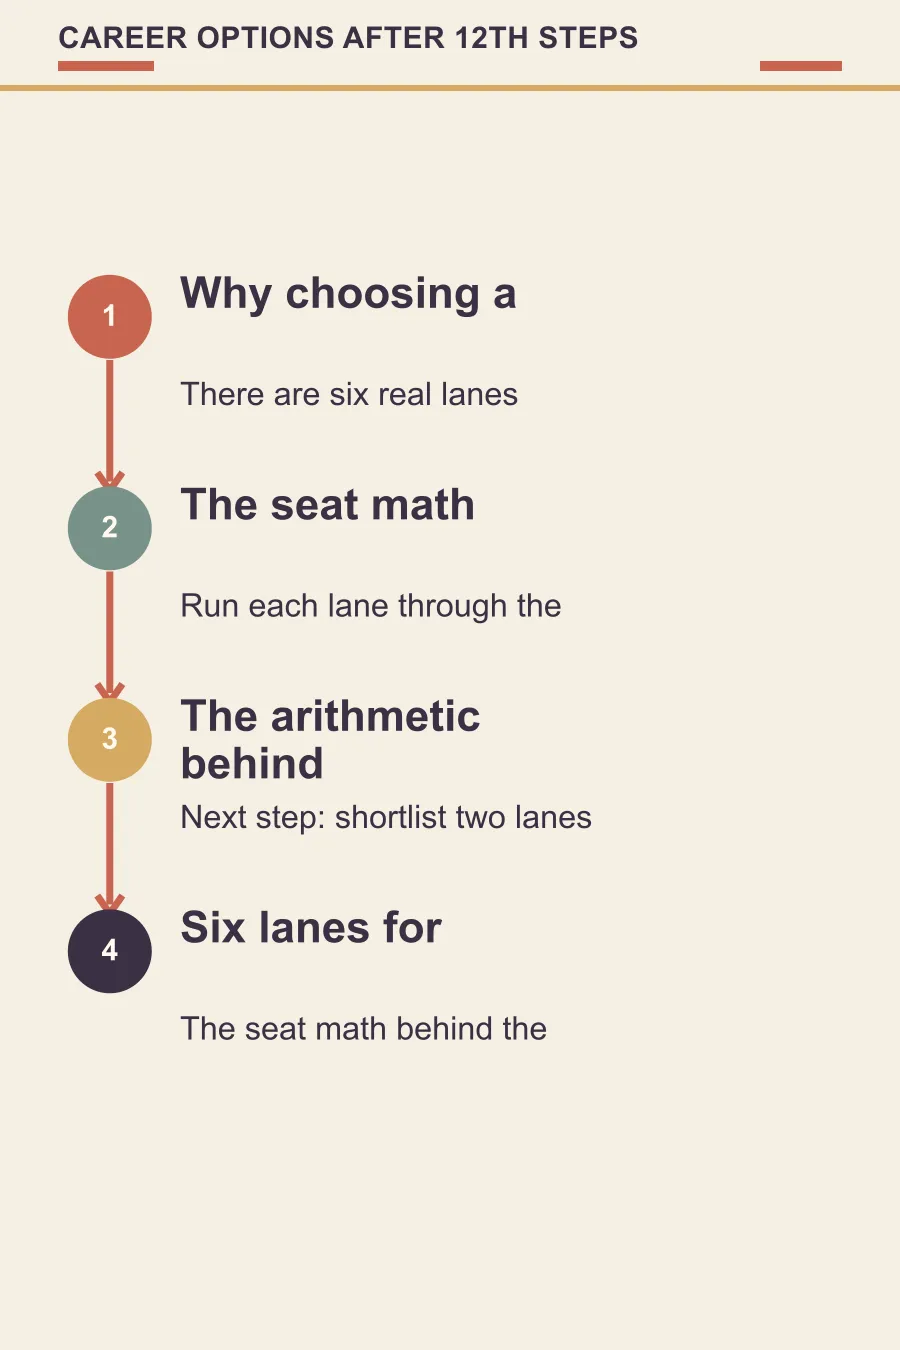 CAREER OPTIONS AFTER 12TH STEPS
1
Why choosing a
There are six real lanes
2
The seat math
Run each lane through the
3
The arithmetic
behind
Next step: shortlist two lanes
4
Six lanes for
The seat math behind the